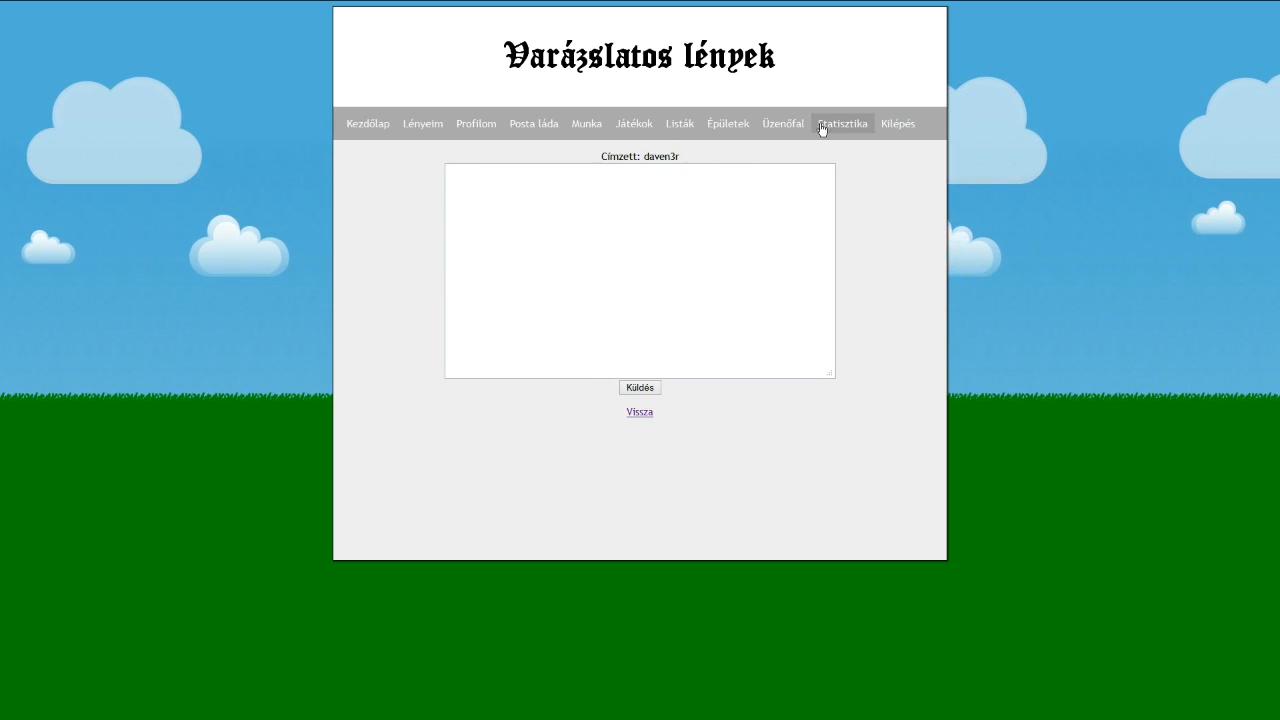 Varázslatos lények
Kezdőlap Lényeim Profilom Posta láda Munka Játékok Listák Épületek Üzenőfal Statisztika Kilépés
Címzett: daven3r
Küldés
Vissza